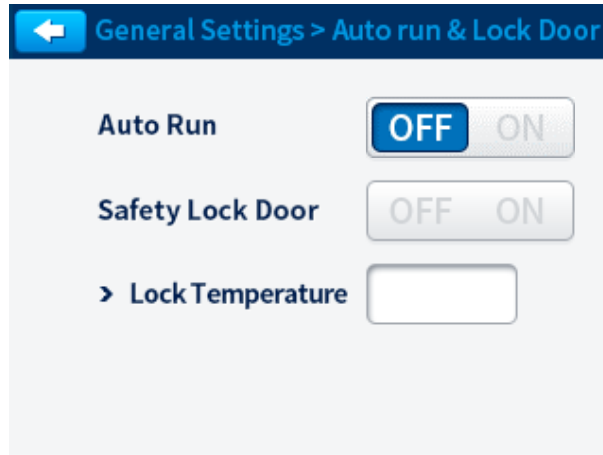 General Settings > Auto run & Lock Door
Auto Run OFF ON
Safety Lock Door OFF ON
> Lock Temperature